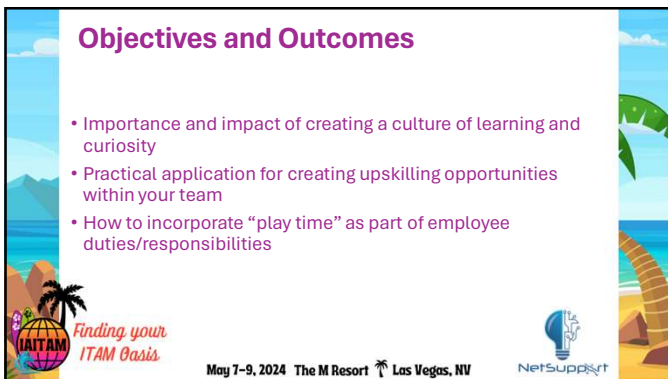 Objectives and Outcomes
• Importance and impact of creating a culture of learning and
curiosity
• Practical application for creating upskilling opportunities
within your team
• How to incorporate “play time” as part of employee
duties/responsibilities
IAITAM
Finding your
ITAM Oasis
May 7-9, 2024 The M Resort Las Vegas, NV
NetSupport